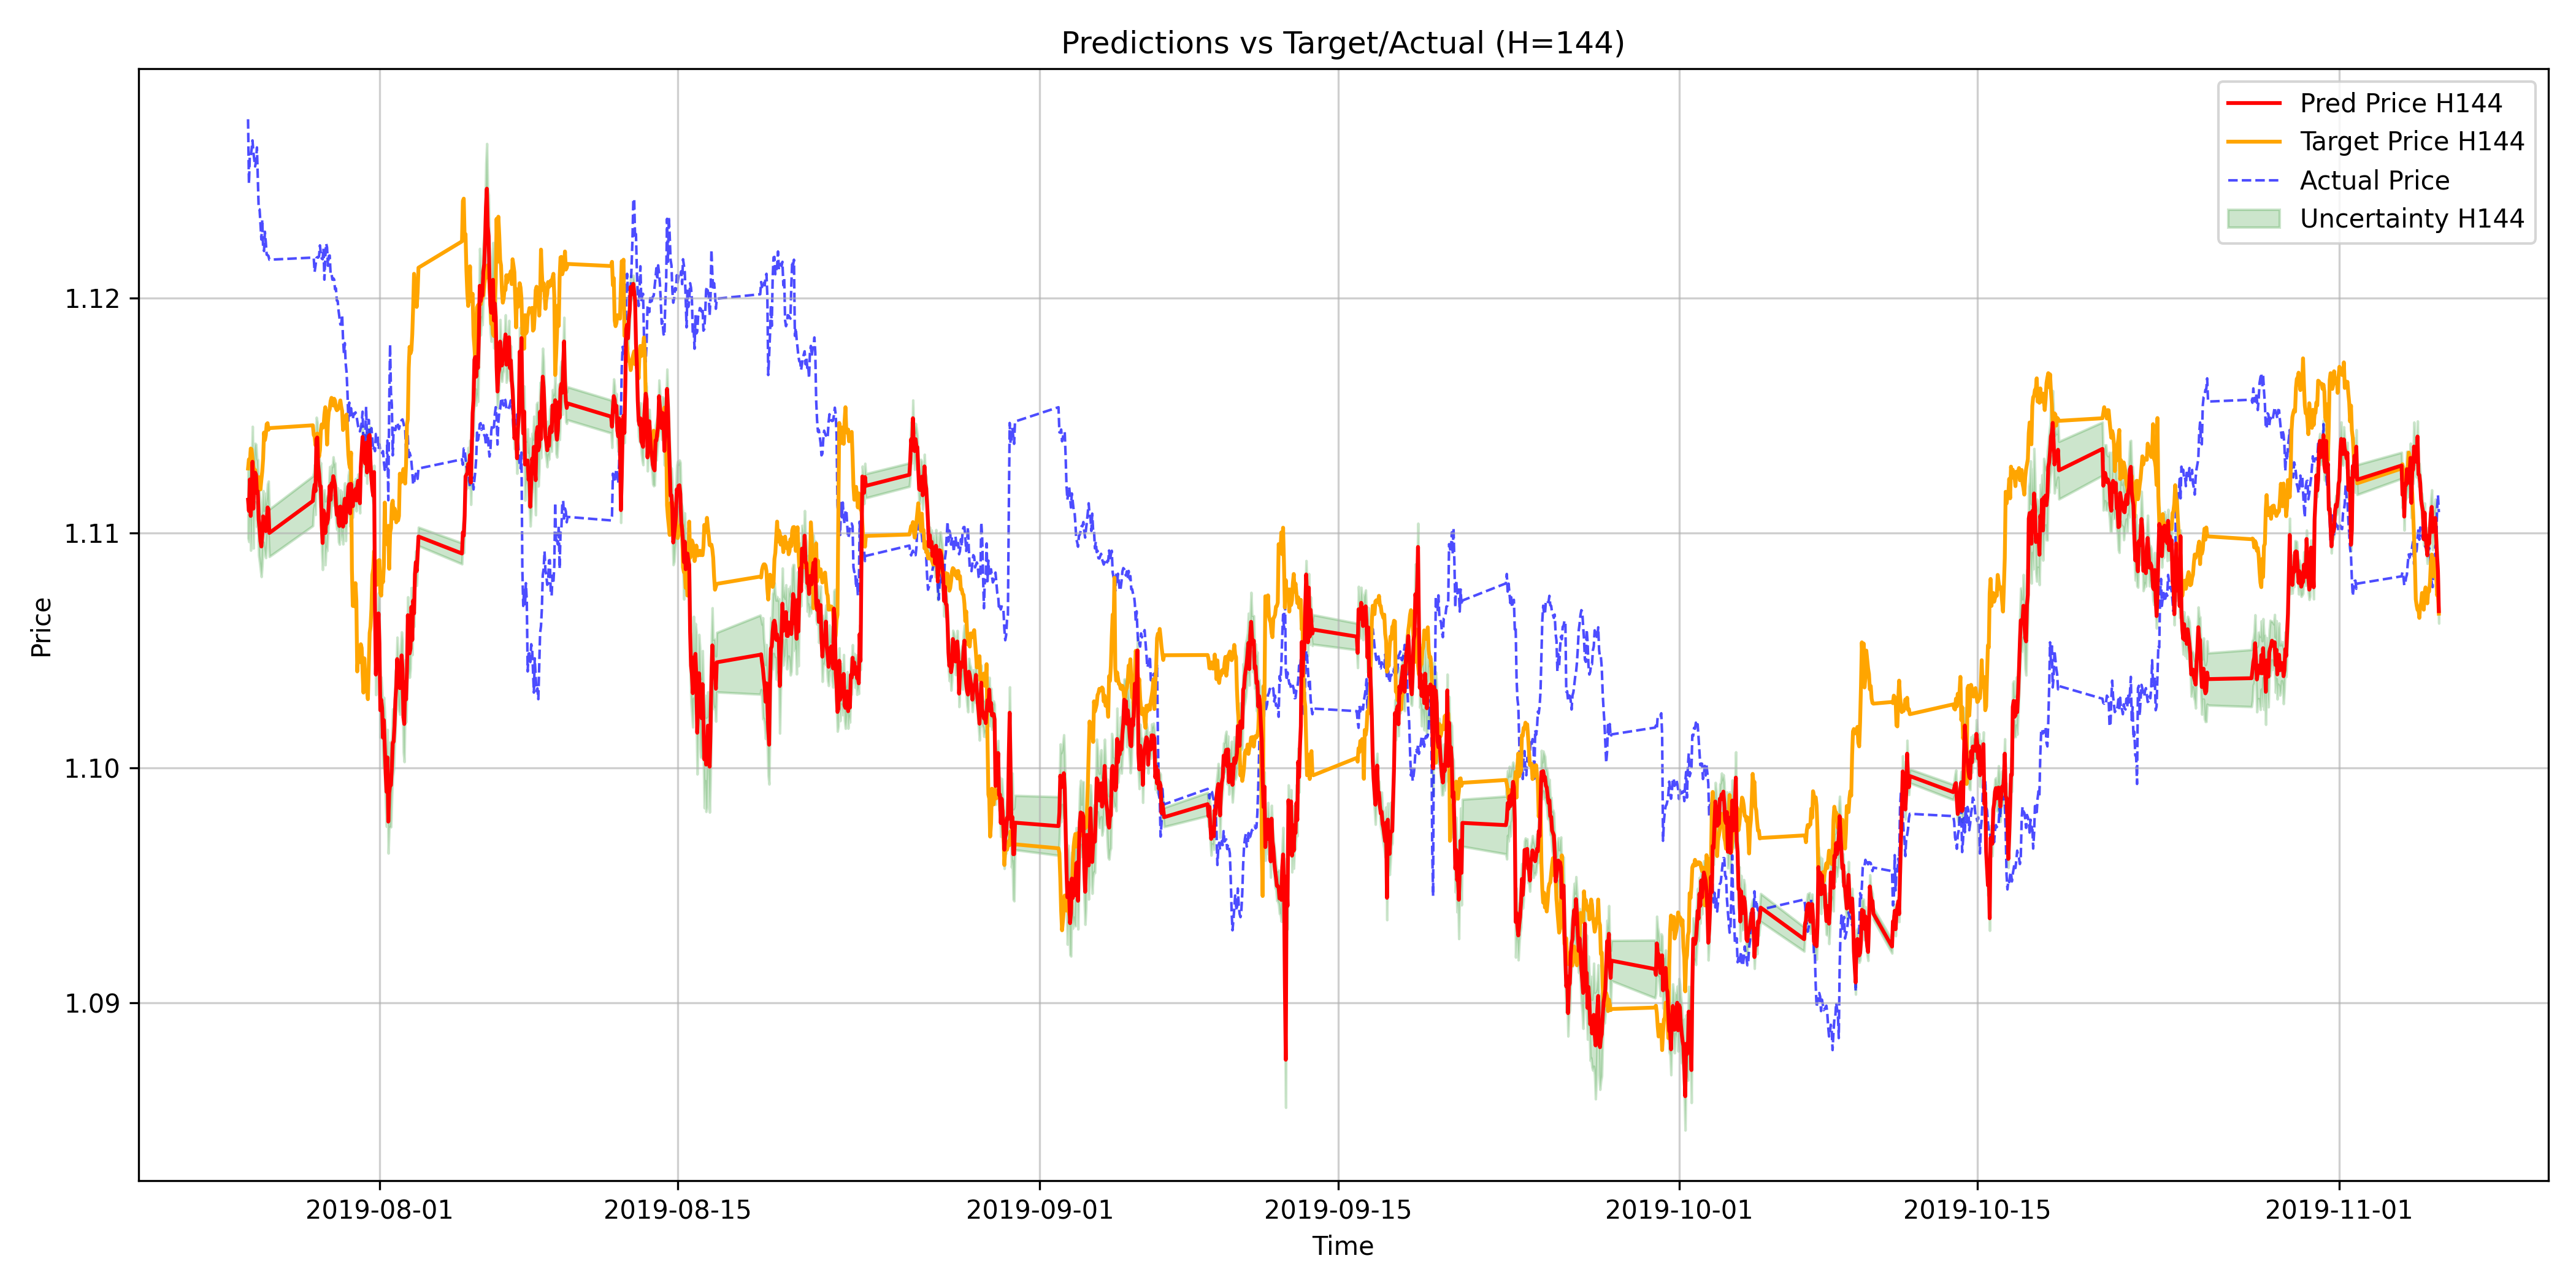 Predictions vs Target/Actual (H=144)
Pred Price H144
Target Price H144
Actual Price
Uncertainty H144
Price
1.12
1.11
1.10
1.09
2019-08-01
2019-08-15
2019-09-01
2019-09-15
2019-10-01
2019-10-15
2019-11-01
Time